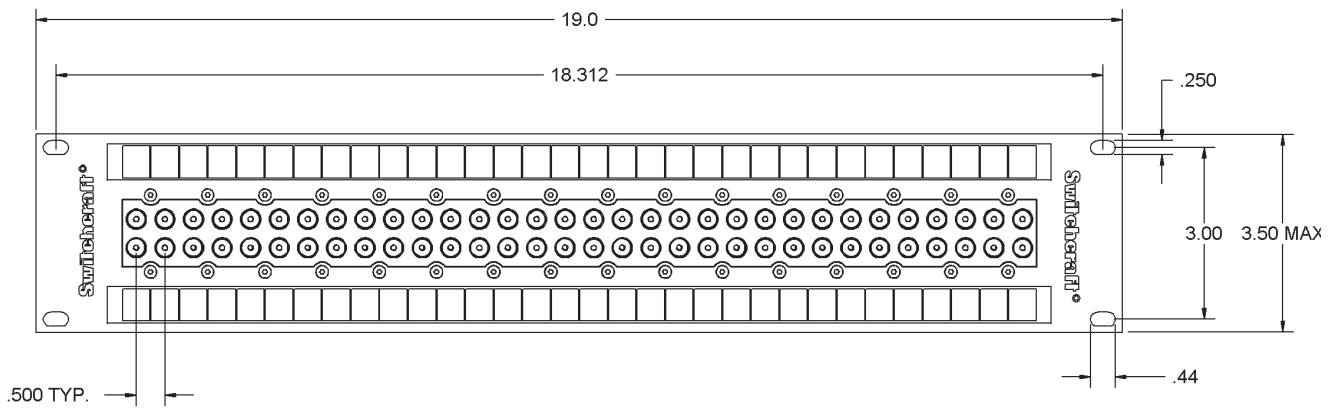 19.0
18.312
.250
Switchcraft®
Switchcraft®
3.00
3.50 MAX
.500 TYP.
.44